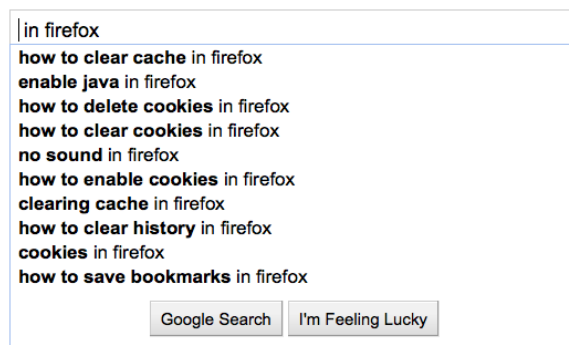 in firefox
how to clear cache in firefox
enable java in firefox
how to delete cookies in firefox
how to clear cookies in firefox
no sound in firefox
how to enable cookies in firefox
clearing cache in firefox
how to clear history in firefox
cookies in firefox
how to save bookmarks in firefox
Google Search I'm Feeling Lucky